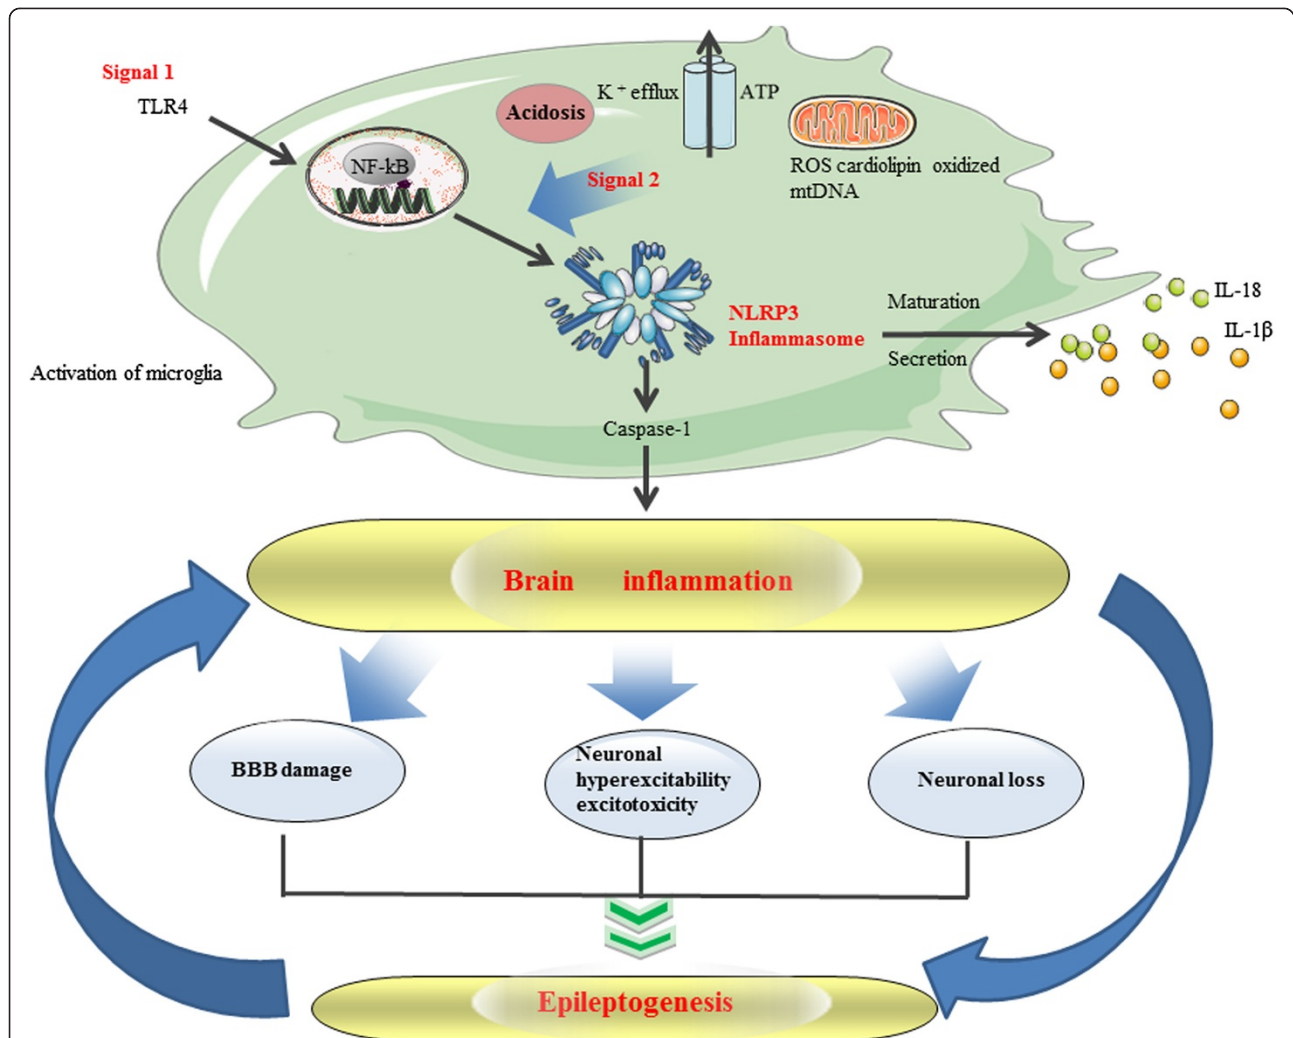 Signal 1
TLR4
NF-kB
Acidosis
K + efflux
ATP
ROS cardiolipin oxidized
mtDNA
Signal 2
NLRP3
Inflammasome
Maturation
Secretion
IL-18
IL-1β
Activation of microglia
Caspase-1
Brain inflammation
BBB damage
Neuronal
hyperexcitability
excitotoxicity
Neuronal loss
Epileptogenesis